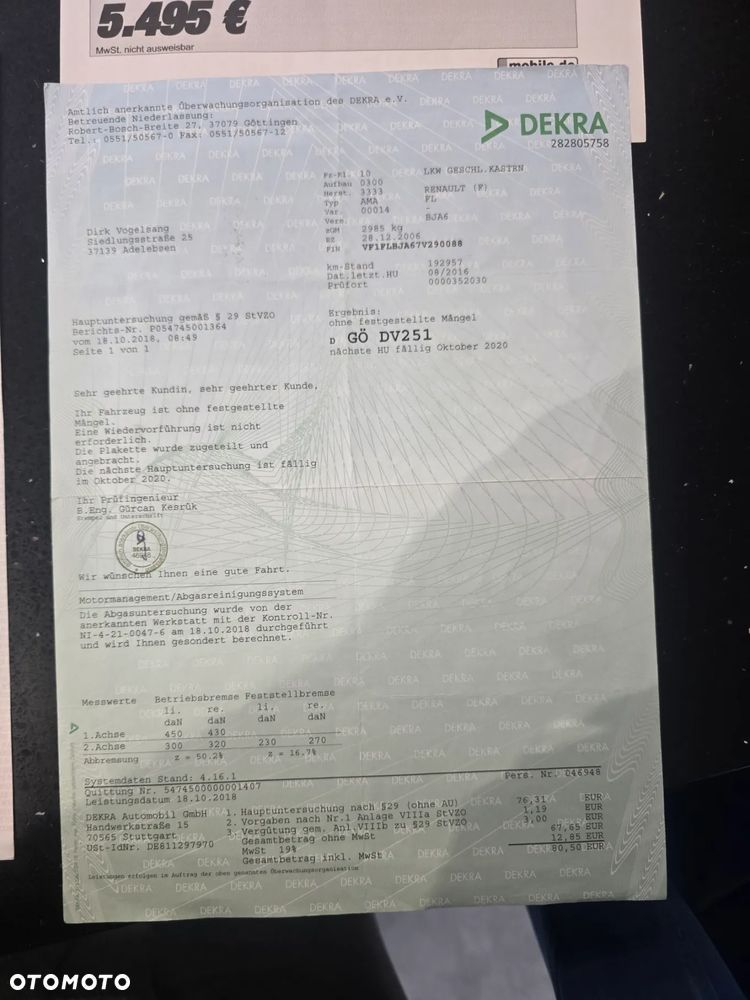 5.495 €
MwSt. nicht ausweisbar
mobile.de
Amtlich anerkannte Überwachungsorganisation des DEKRA e.V.
Betreuende Niederlassung:
Robert-Bosch-Breite 27, 37079 Göttingen
Tel.: 0551/50567-0 Fax: 0551/50567-12
DEKRA
282805758
Fz-Kl. 10 LKW GESCHL.KASTEN
Aufbau 0300
Herst. 3333 RENAULT (F)
Typ AMA FL
Var. 00014 -
Vers. BJA6
zGM 2985 kg
EZ 28.12.2006
FIN VF1FLBJA67V290088
Dirk Vogelsang
Siedlungsstraße 25
37139 Adelebsen
km-Stand 192957
Dat.letzt.HU 08/2016
Prüfort 0000352030
Hauptuntersuchung gemäß § 29 StVZO
Berichts-Nr. P054745001364
vom 18.10.2018, 08:49
Seite 1 von 1
Ergebnis:
ohne festgestellte Mängel
D GÖ DV251
nächste HU fällig Oktober 2020
Sehr geehrte Kundin, sehr geehrter Kunde,
Ihr Fahrzeug ist ohne festgestellte
Mängel.
Eine Wiedervorführung ist nicht
erforderlich.
Die Plakette wurde zugeteilt und
angebracht.
Die nächste Hauptuntersuchung ist fällig
im Oktober 2020.
Ihr Prüfingenieur
B.Eng. Gürcan Kesrük
Stempel und Unterschrift
DEKRA
Wir wünschen Ihnen eine gute Fahrt.
Motormanagement/Abgasreinigungssystem
Die Abgasuntersuchung wurde von der
anerkannten Werkstatt mit der Kontroll-Nr.
NI-4-21-0047-6 am 18.10.2018 durchgeführt
und wird Ihnen gesondert berechnet.
Messwerte Betriebsbremse Feststellbremse
li. re. li. re.
daN daN daN daN
1.Achse 450 430
2.Achse 300 320 230 270
Abbremsung z = 50.2% z = 16.7%
Systemdaten Stand: 4.16.1 Pers. Nr. 046948
Quittung Nr. 5474500000001407
Leistungsdatum 18.10.2018
DEKRA Automobil GmbH
Handwerkstraße 15
70565 Stuttgart
USt-IdNr. DE811297970
1. Hauptuntersuchung nach §29 (ohne AU) 76,31 EUR
2. Vorgaben nach Nr.1 Anlage VIIIa StVZO 1,19 EUR
3. Vergütung gem. Anl.VIIIb zu §29 StVZO 3,00 EUR
Gesamtbetrag ohne MwSt 67,65 EUR
MwSt 19% 12,85 EUR
Gesamtbetrag inkl. MwSt 80,50 EUR
Leistungen erfolgen im Auftrag der oben genannten Überwachungsorganisation
OTOMOTO